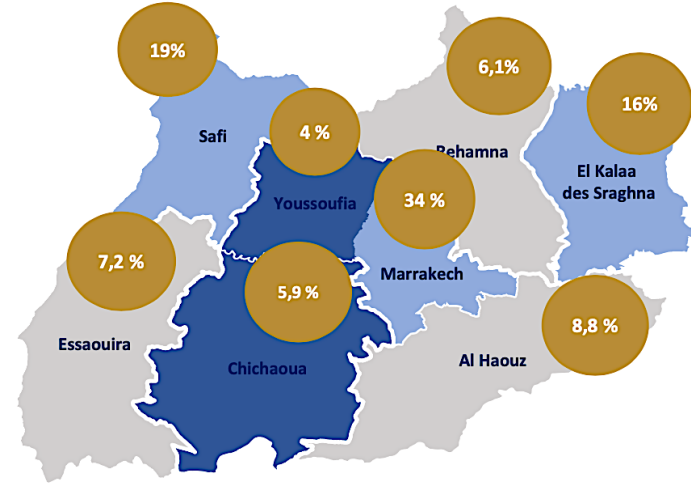 19%
6,1%
16%
Safi
4 %
Rehamna
El Kalaa
des Sraghna
Youssoufia
34 %
7,2 %
Marrakech
5,9 %
8,8 %
Essaouira
Chichaoua
Al Haouz